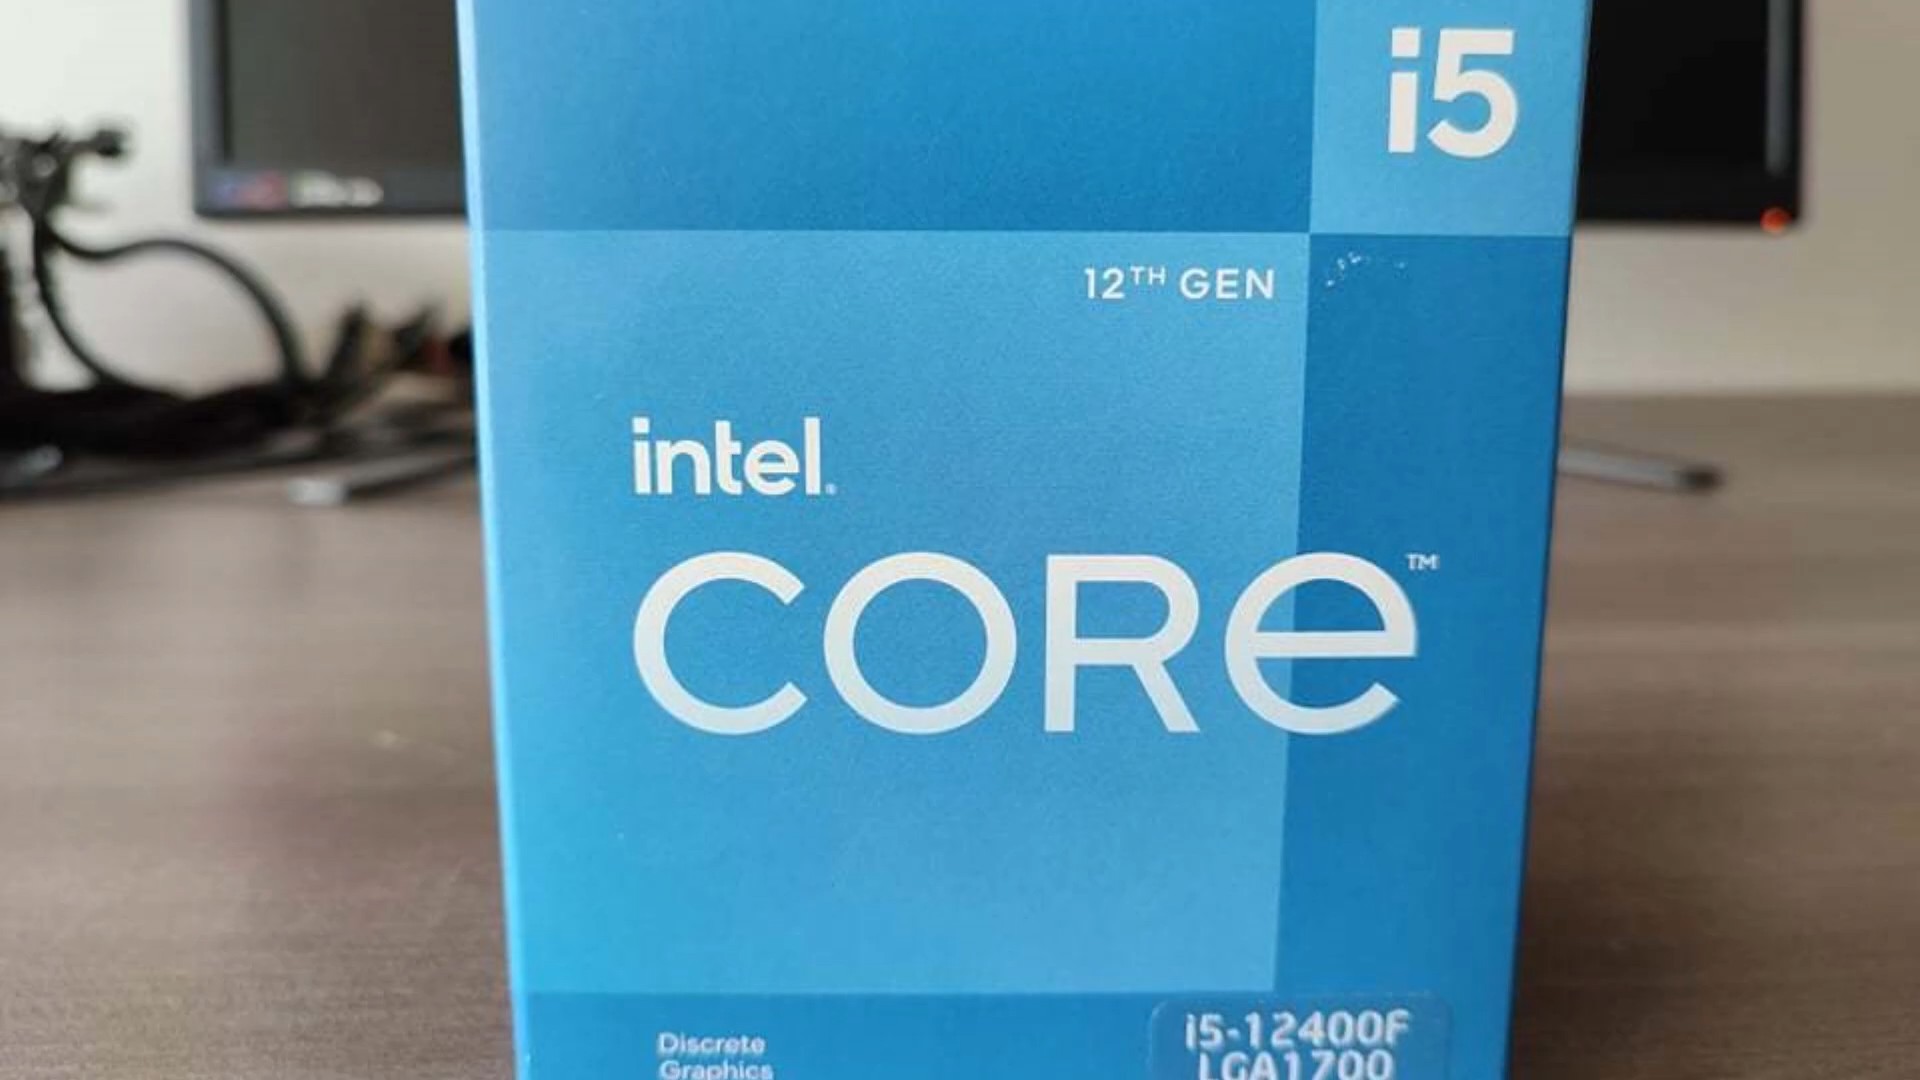 i5
12TH GEN
intel.
CORe™
Discrete
Graphics
i5-12400F
LGA1700